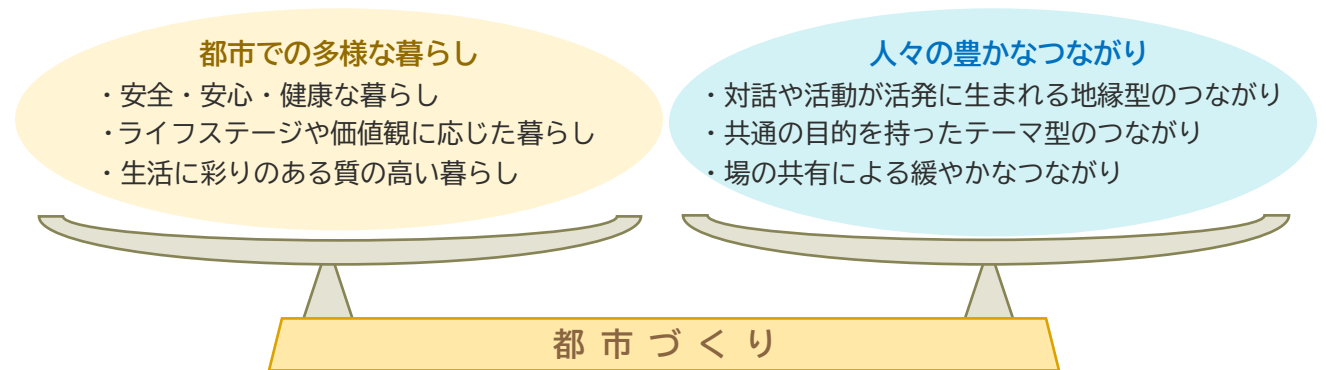 都市での多様な暮らし
・安全・安心・健康な暮らし
・ライフステージや価値観に応じた暮らし
・生活に彩りのある質の高い暮らし
人々の豊かなつながり
・対話や活動が活発に生まれる地縁型のつながり
・共通の目的を持ったテーマ型のつながり
・場の共有による緩やかなつながり
都市づくり